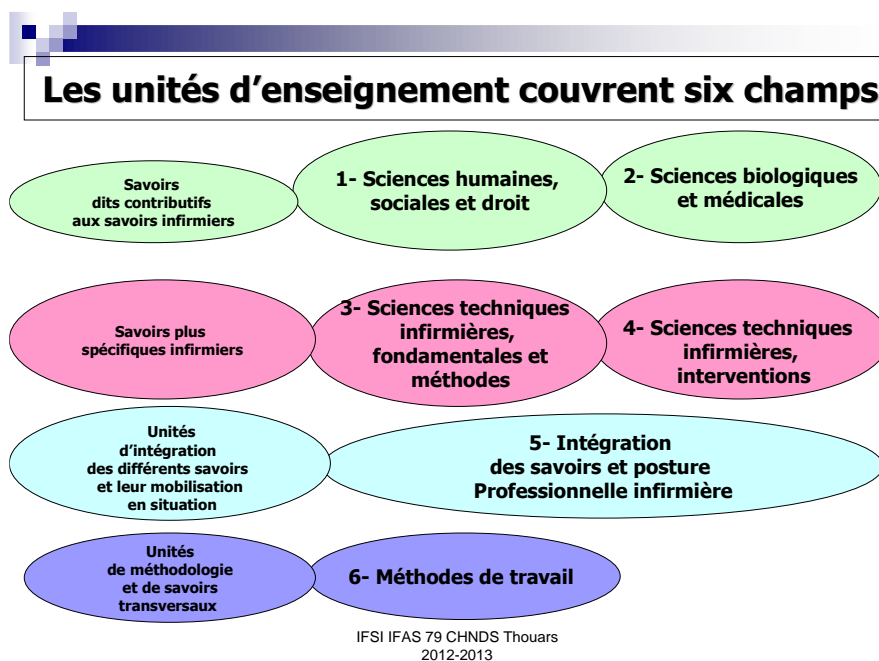 Les unités d'enseignement couvrent six champs
Savoirs
dits contributifs
aux savoirs infirmiers
1- Sciences humaines,
sociales et droit
2- Sciences biologiques
et médicales
Savoirs plus
spécifiques infirmiers
3- Sciences techniques
infirmières,
fondamentales et
méthodes
4- Sciences techniques
infirmières,
interventions
Unités
d'intégration
des différents savoirs
et leur mobilisation
en situation
5- Intégration
des savoirs et posture
Professionnelle infirmière
Unités
de méthodologie
et de savoirs
transversaux
6- Méthodes de travail
IFSI IFAS 79 CHNDS Thouars
2012-2013